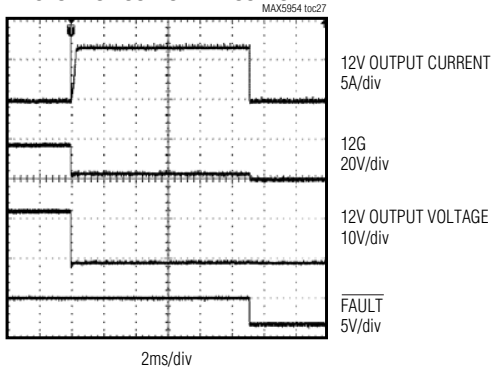 MAX5954 toc27
12V OUTPUT CURRENT
5A/div
12G
20V/div
12V OUTPUT VOLTAGE
10V/div
FAULT
5V/div
2ms/div